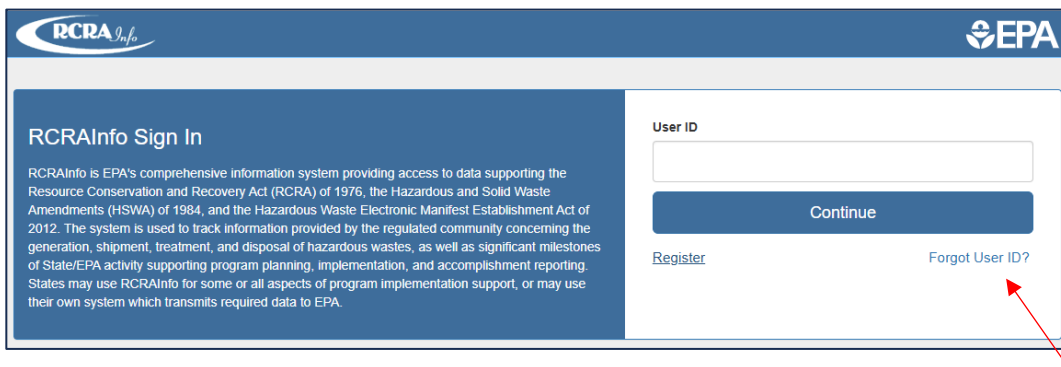 RCRAInfo
EPA
RCRAInfo Sign In
RCRAInfo is EPA's comprehensive information system providing access to data supporting the
Resource Conservation and Recovery Act (RCRA) of 1976, the Hazardous and Solid Waste
Amendments (HSWA) of 1984, and the Hazardous Waste Electronic Manifest Establishment Act of
2012. The system is used to track information provided by the regulated community concerning the
generation, shipment, treatment, and disposal of hazardous wastes, as well as significant milestones
of State/EPA activity supporting program planning, implementation, and accomplishment reporting.
States may use RCRAInfo for some or all aspects of program implementation support, or may use
their own system which transmits required data to EPA.
User ID
Continue
Register Forgot User ID?